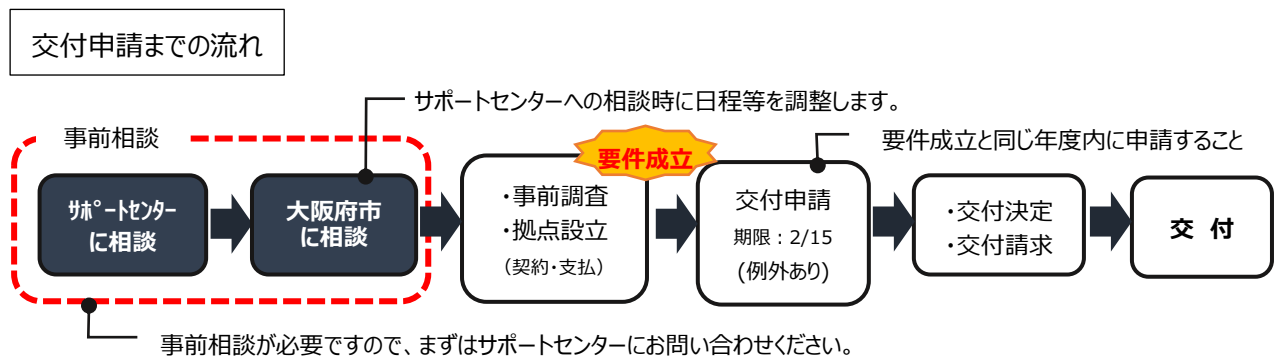 交付申請までの流れ
サポートセンターへの相談時に日程等を調整します。
事前相談
要件成立
要件成立と同じ年度内に申請すること
ｻﾎﾟｰﾄｾﾝﾀｰ
に相談
大阪府市
に相談
・事前調査
・拠点設立
（契約・支払）
交付申請
期限：2/15
(例外あり)
・交付決定
・交付請求
交 付
事前相談が必要ですので、まずはサポートセンターにお問い合わせください。